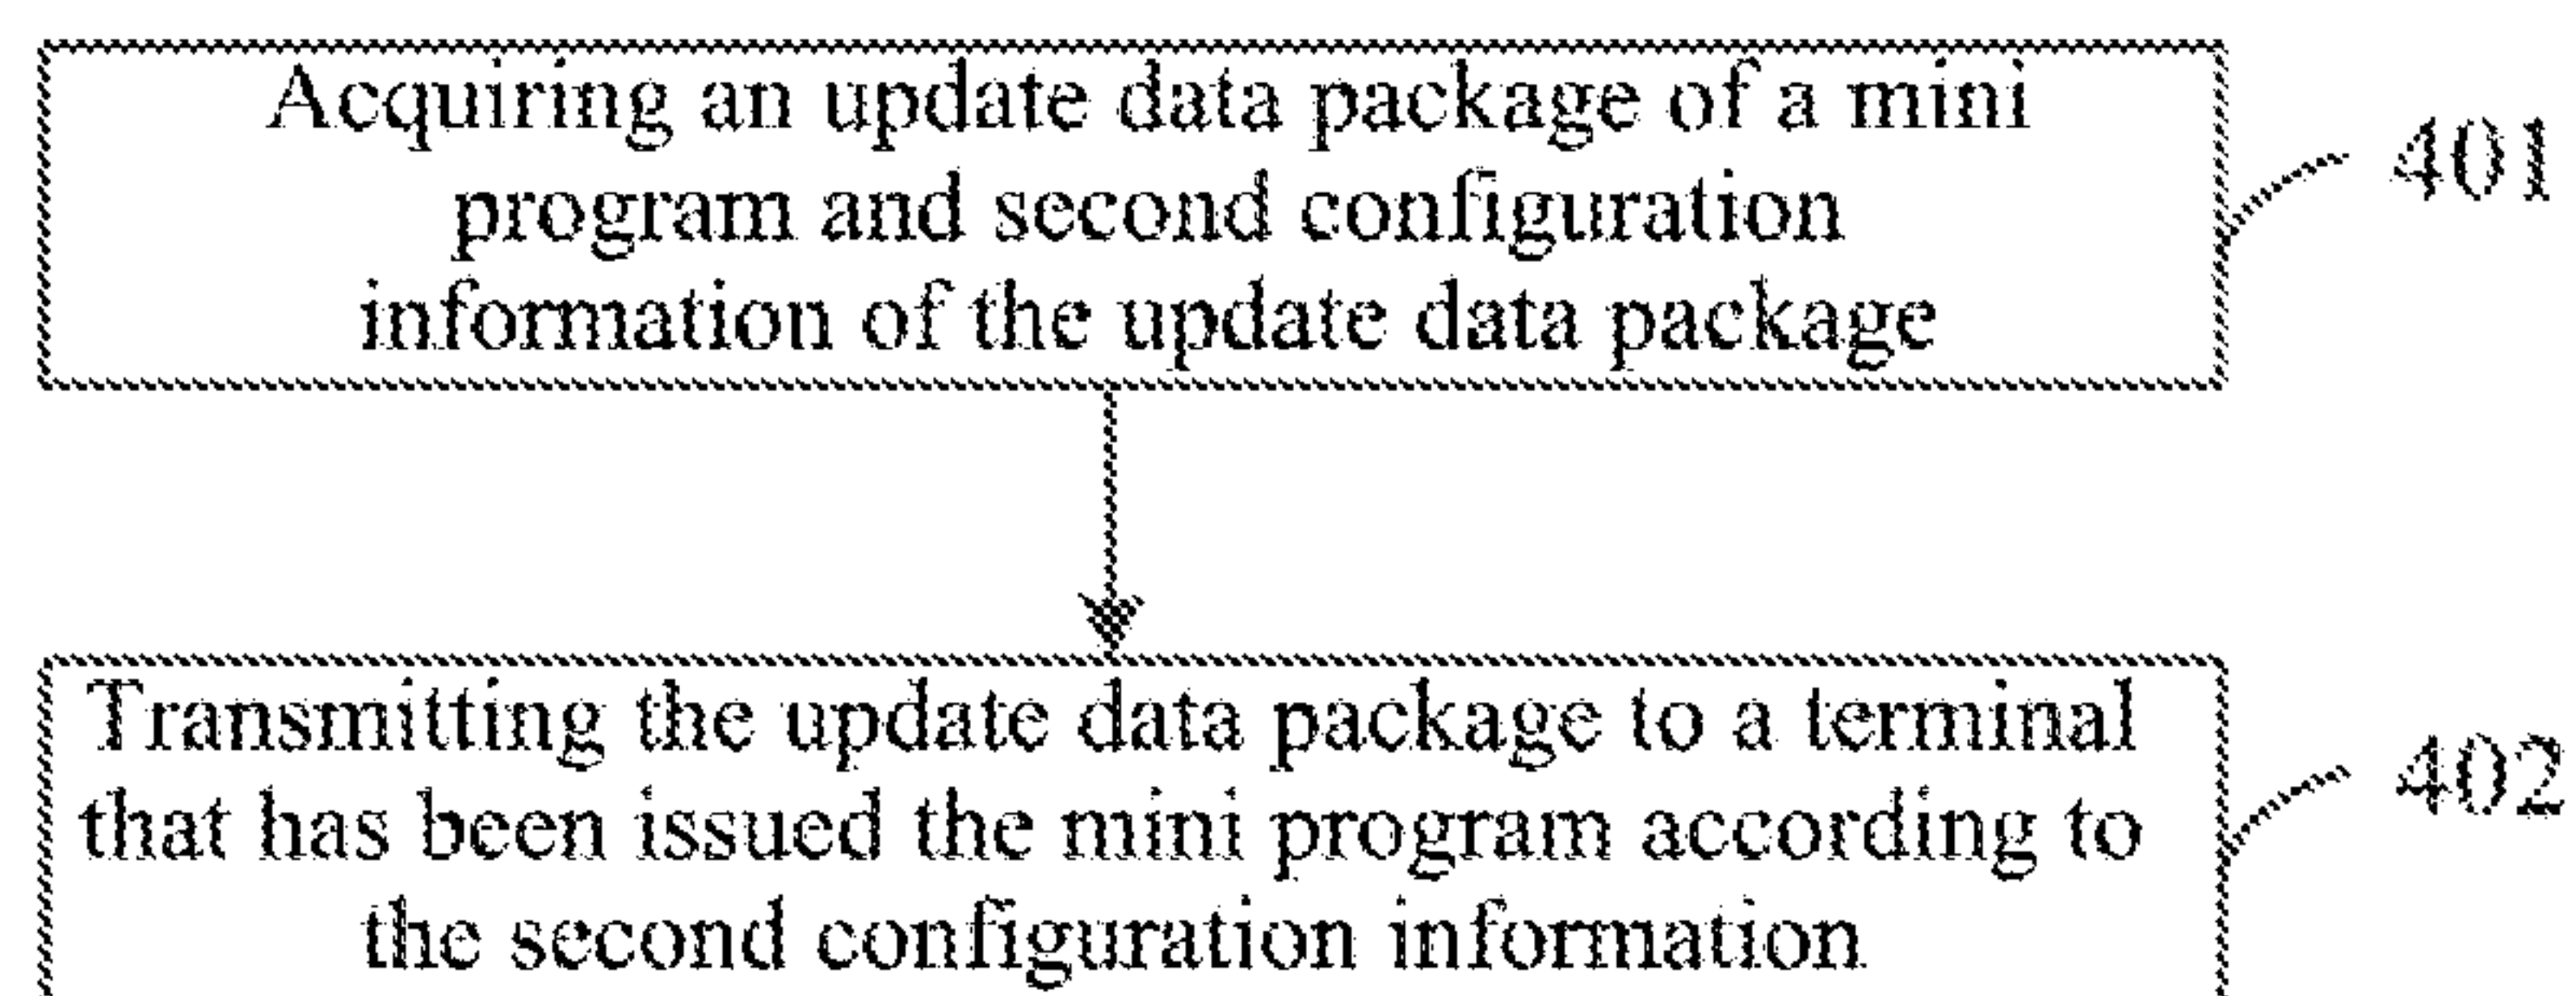 Acquiring an update data package of a mini
program and second configuration
information of the update data package
401
Transmitting the update data package to a terminal
that has been issued the mini program according to
the second configuration information
402